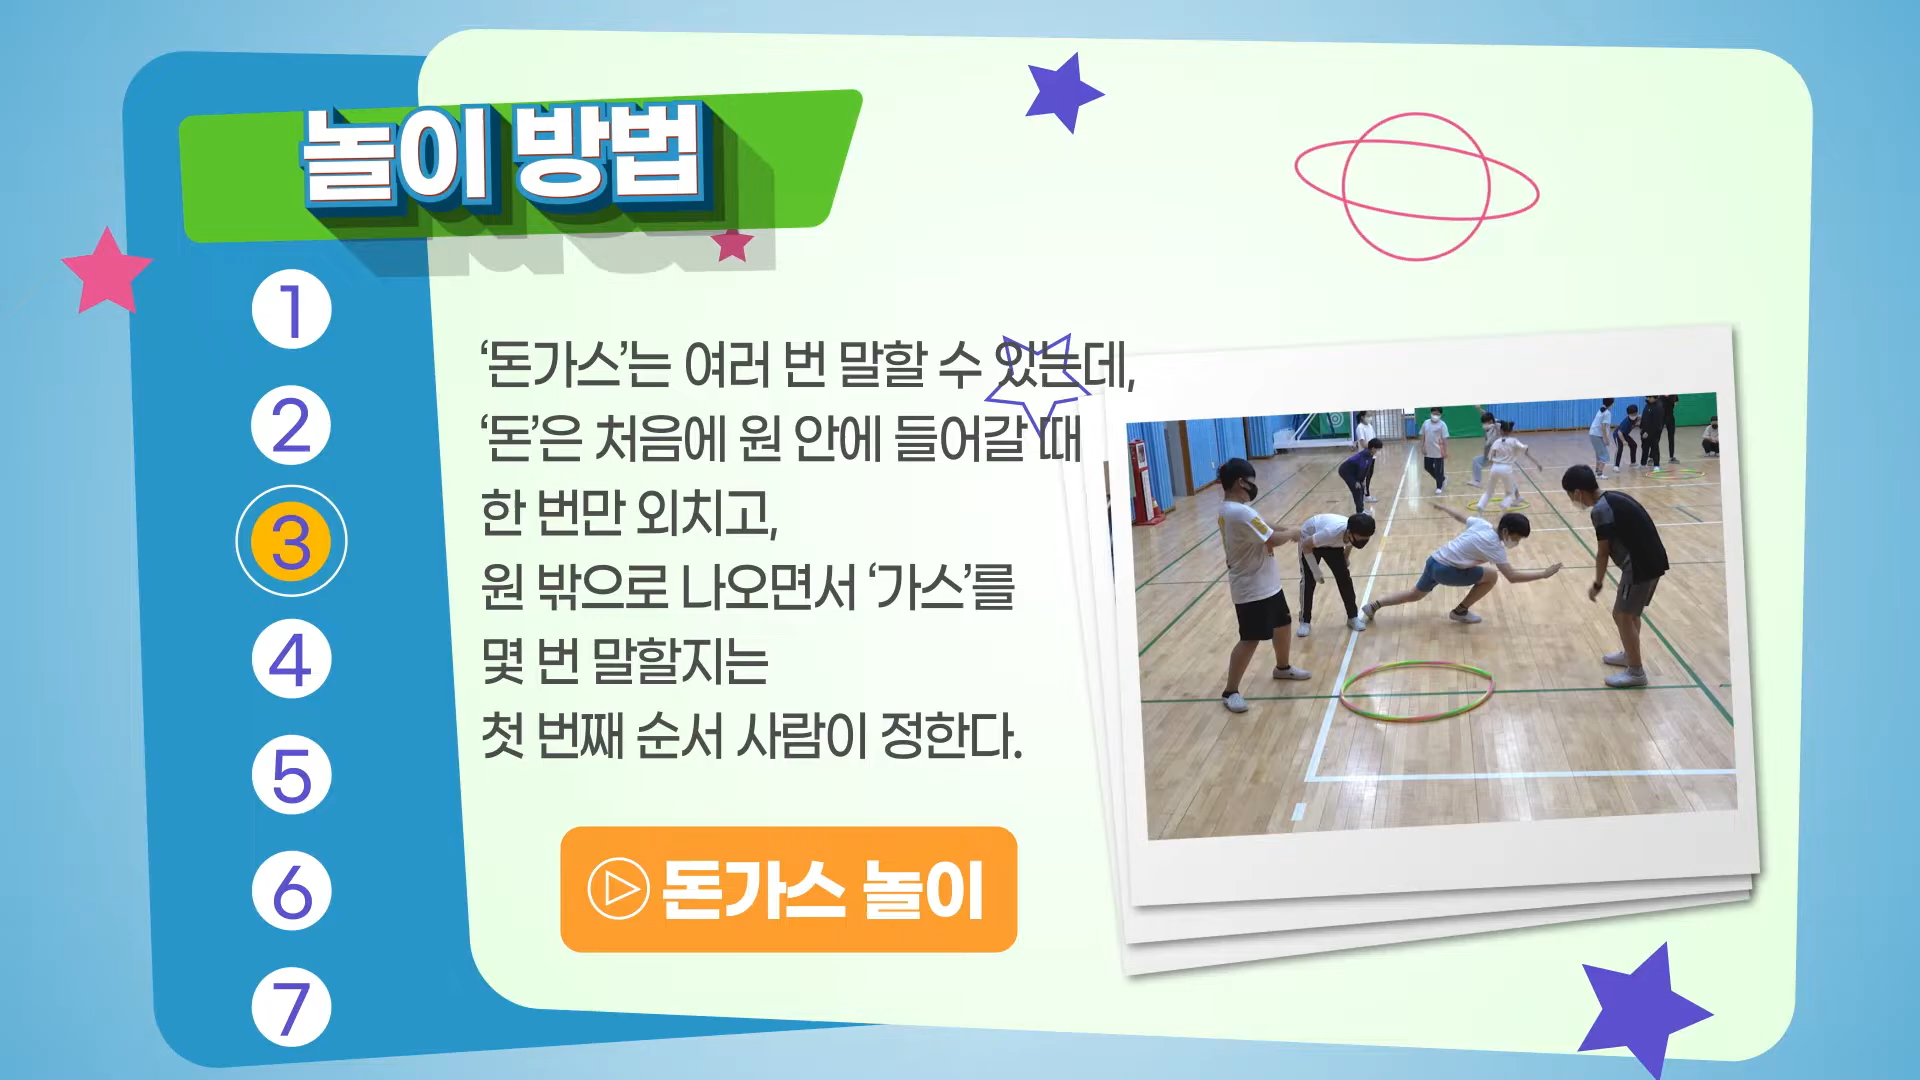 놀이 방법
1
2
3
4
5
6
7
‘돈가스’는 여러 번 말할 수 있는데,
‘돈’은 처음에 원 안에 들어갈 때
한 번만 외치고,
원 밖으로 나오면서 ‘가스’를
몇 번 말할지는
첫 번째 순서 사람이 정한다.
돈가스 놀이